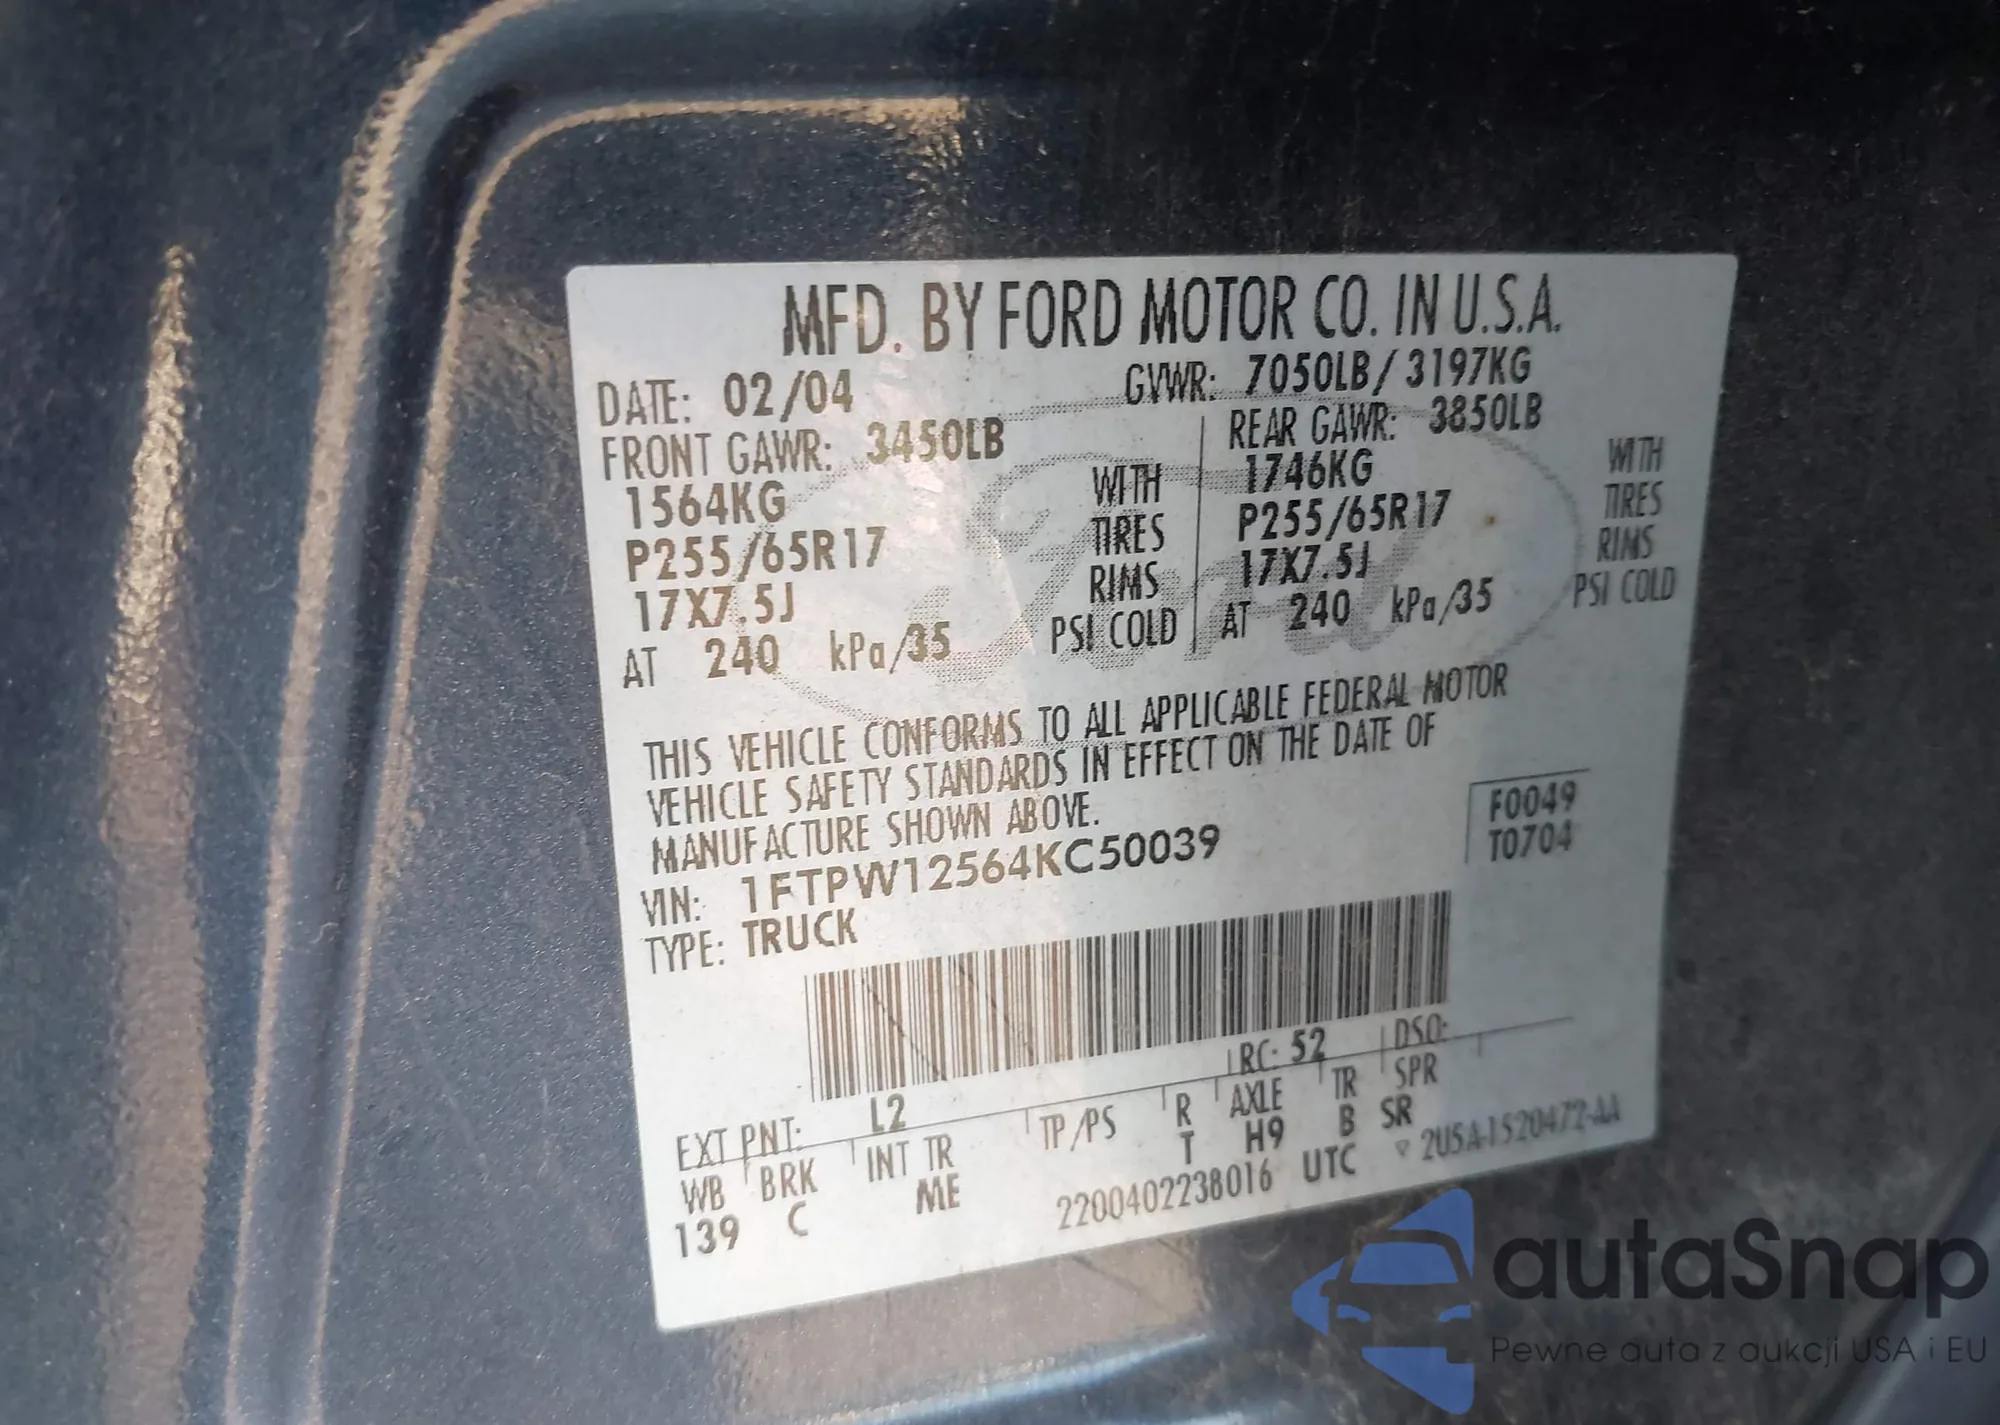 MFD. BY FORD MOTOR CO. IN U.S.A.
DATE: 02/04 GVWR: 7050LB/3197KG
FRONT GAWR: 3450LB REAR GAWR: 3850LB
1564KG WITH 1746KG WITH
P255/65R17 TIRES P255/65R17 TIRES
17X7.5J RIMS 17X7.5J RIMS
AT 240 kPa/35 PSI COLD AT 240 kPa/35 PSI COLD
THIS VEHICLE CONFORMS TO ALL APPLICABLE FEDERAL MOTOR
VEHICLE SAFETY STANDARDS IN EFFECT ON THE DATE OF
MANUFACTURE SHOWN ABOVE.
F0049
T0704
VIN: 1FTPW12564KC50039
TYPE: TRUCK
EXT PNT: L2 RC: 52 DSO:
WB BRK INT TR TP/PS R AXLE TR SPR
139 C ME T H9 B SR
2200402238016 UTC ▽ 2U5A-1520472-AA
Ford
autaSnap
Pewne auta z aukcji USA i EU